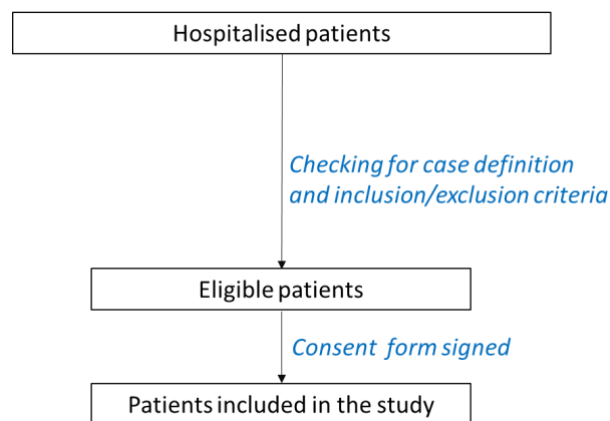 Hospitalised patients
Checking for case definition
and inclusion/exclusion criteria
Eligible patients
Consent form signed
Patients included in the study